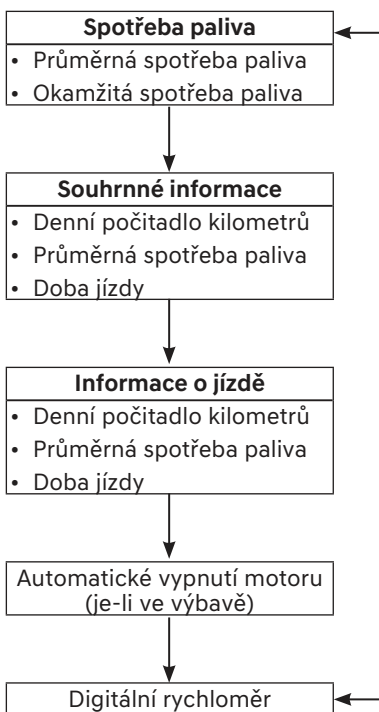 Spotřeba paliva
• Průměrná spotřeba paliva
• Okamžitá spotřeba paliva
Souhrnné informace
• Denní počitadlo kilometrů
• Průměrná spotřeba paliva
• Doba jízdy
Informace o jízdě
• Denní počitadlo kilometrů
• Průměrná spotřeba paliva
• Doba jízdy
Automatické vypnutí motoru
(je-li ve výbavě)
Digitální rychloměr